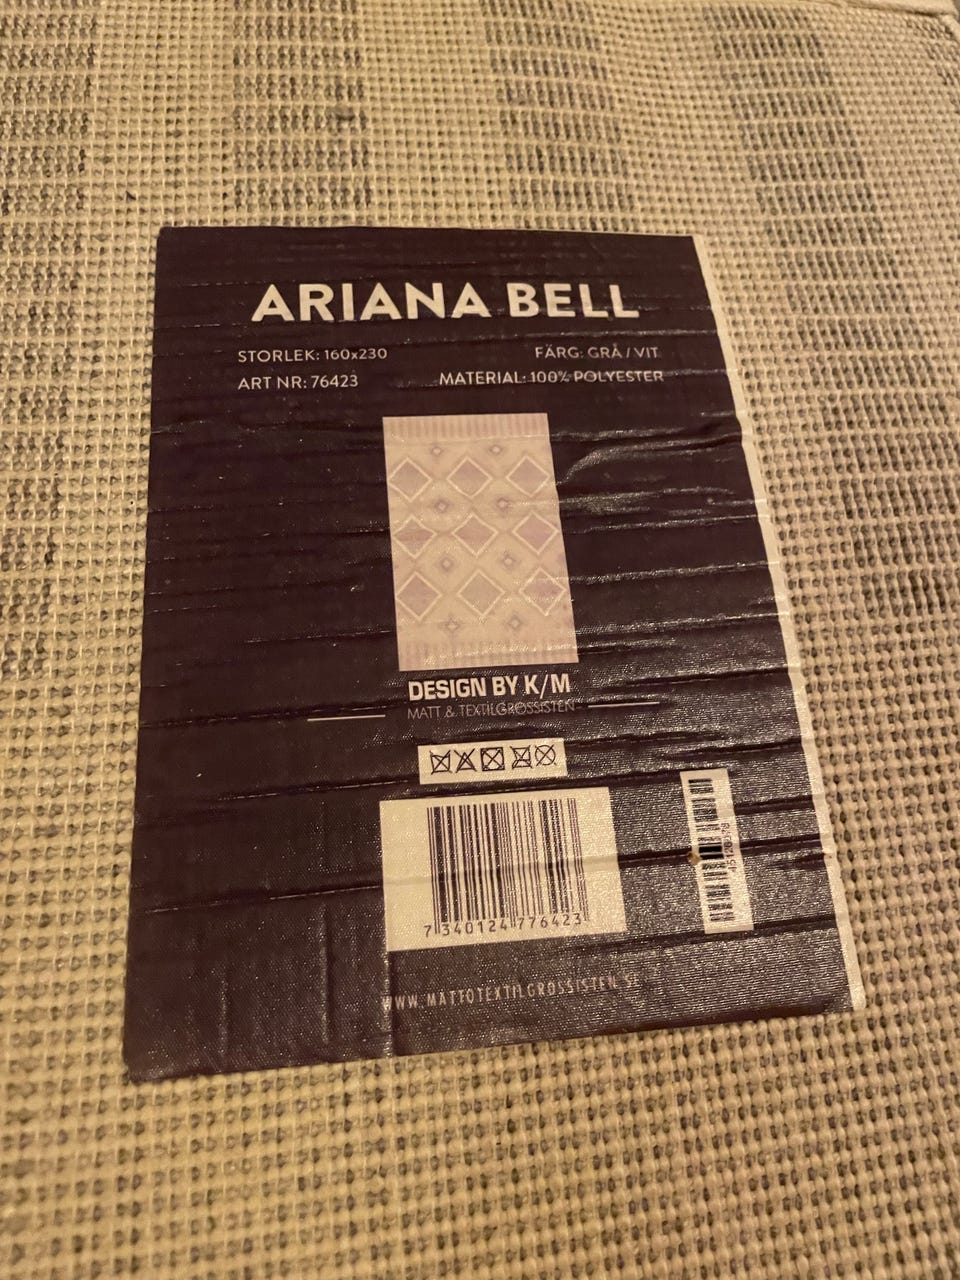 ARIANA BELL
STORLEK: 160x230
FÄRG: GRÅ / VIT
ART NR: 76423
MATERIAL: 100% POLYESTER
DESIGN BY K/M
MATT & TEXTILGROSSISTEN
7 340124 776423
WWW.MATTOTEXTILGROSSISTEN.SE